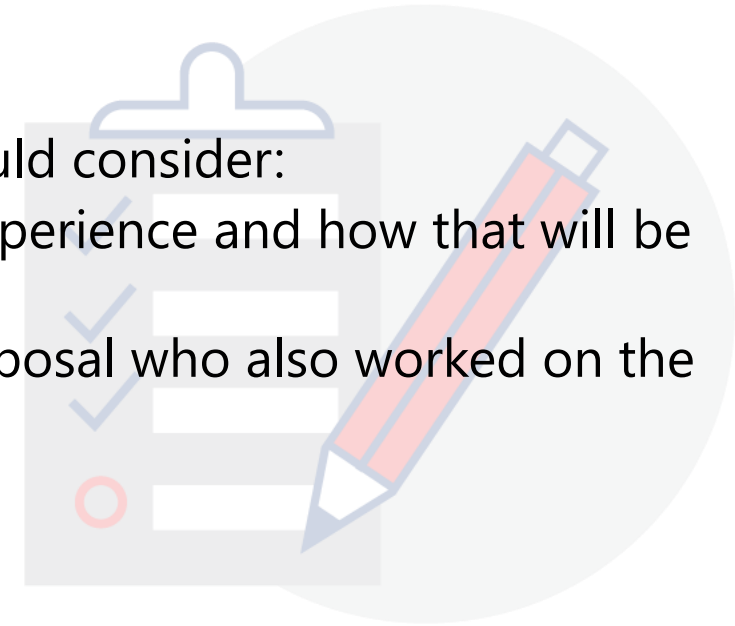 uld consider:
perience and how that will be
posal who also worked on the